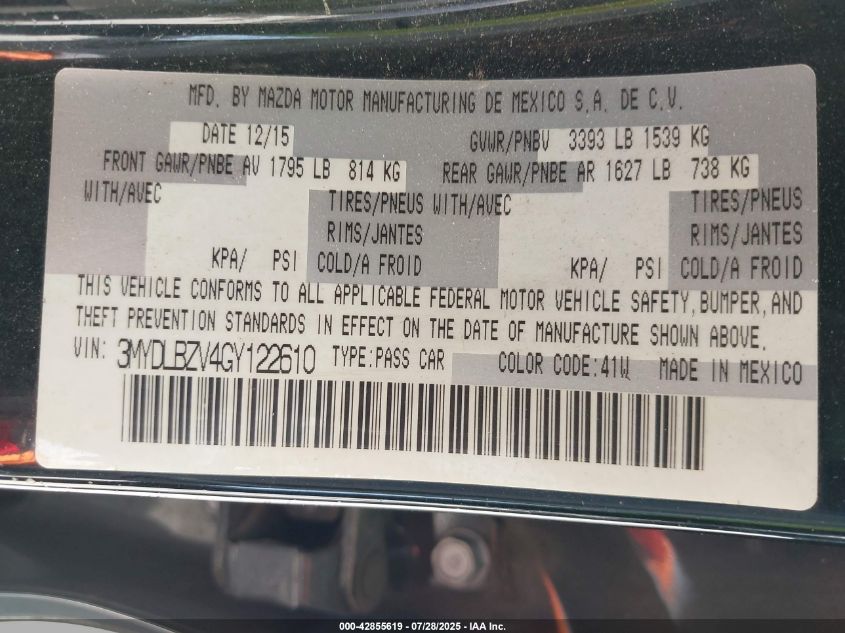 MFD. BY MAZDA MOTOR MANUFACTURING DE MEXICO S.A. DE C.V.
DATE 12/15 GVWR/PNBV 3393 LB 1539 KG
FRONT GAWR/PNBE AV 1795 LB 814 KG REAR GAWR/PNBE AR 1627 LB 738 KG
WITH/AVEC TIRES/PNEUS WITH/AVEC TIRES/PNEUS
RIMS/JANTES RIMS/JANTES
KPA/ PSI COLD/A FROID KPA/ PSI COLD/A FROID
THIS VEHICLE CONFORMS TO ALL APPLICABLE FEDERAL MOTOR VEHICLE SAFETY, BUMPER, AND
THEFT PREVENTION STANDARDS IN EFFECT ON THE DATE OF MANUFACTURE SHOWN ABOVE.
VIN: 3MYDLBZV4GY122610 TYPE:PASS CAR COLOR CODE:41W MADE IN MEXICO
000-42855619 - 07/28/2025 - IAA Inc.